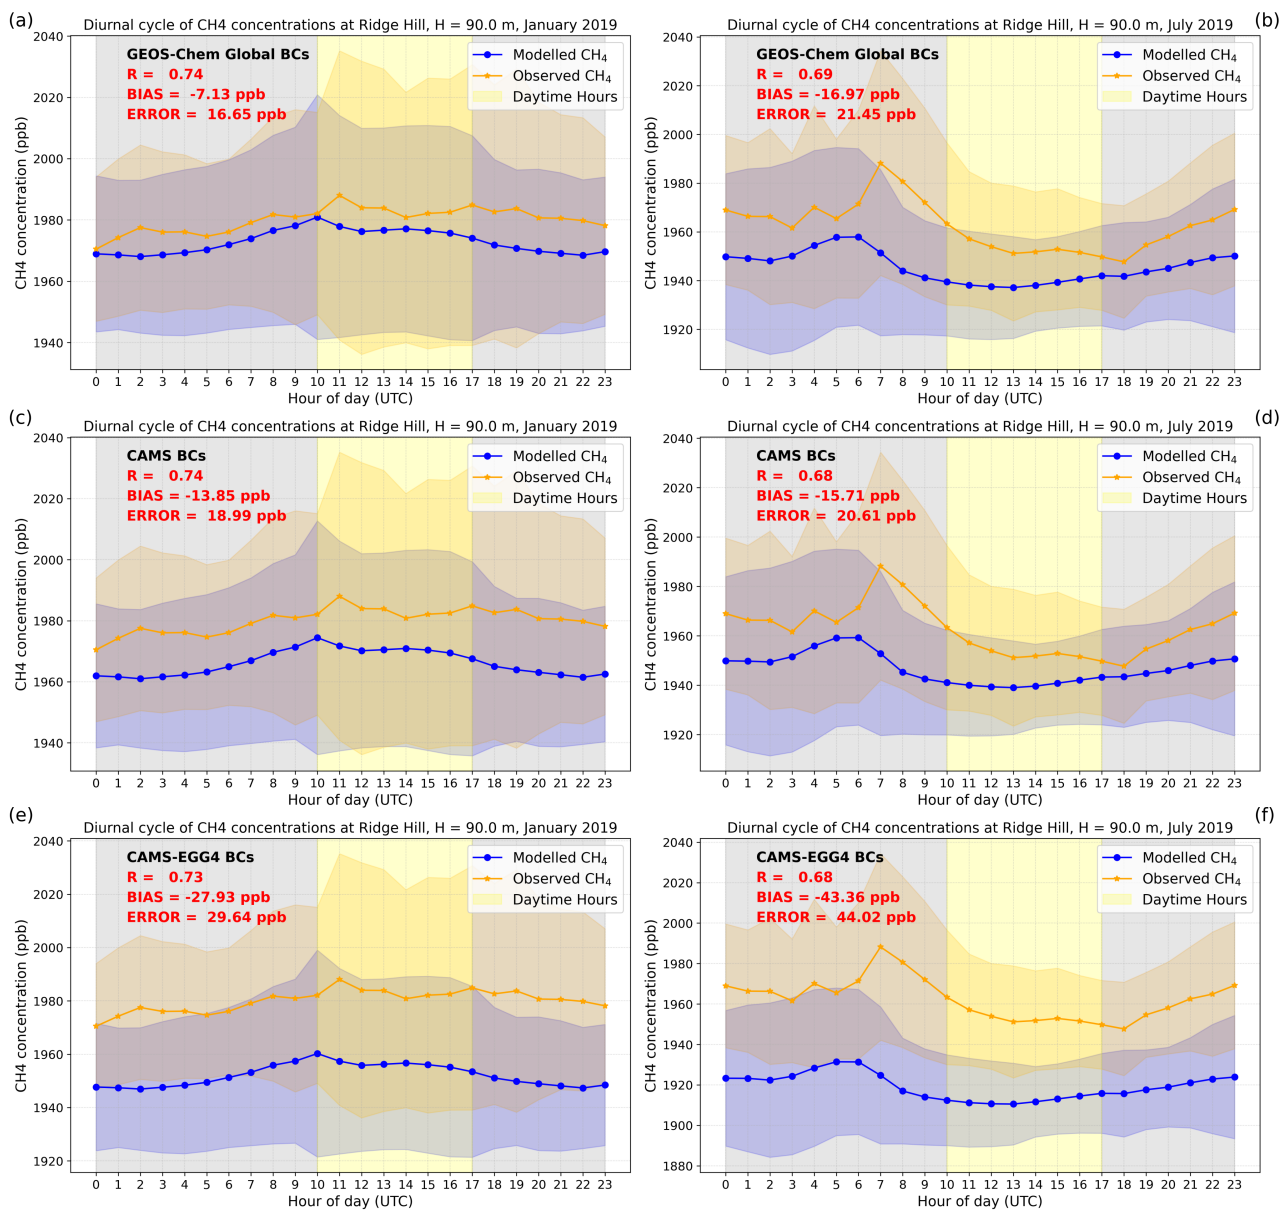 (a)
Diurnal cycle of CH4 concentrations at Ridge Hill, H = 90.0 m, January 2019
GEOS-Chem Global BCs
R = 0.74
BIAS = -7.13 ppb
ERROR = 16.65 ppb
Modelled CH₄
Observed CH₄
Daytime Hours
CH4 concentration (ppb)
2040
2020
2000
1980
1960
1940
0 1 2 3 4 5 6 7 8 9 10 11 12 13 14 15 16 17 18 19 20 21 22 23
Hour of day (UTC)
(b)
Diurnal cycle of CH4 concentrations at Ridge Hill, H = 90.0 m, July 2019
GEOS-Chem Global BCs
R = 0.69
BIAS = -16.97 ppb
ERROR = 21.45 ppb
Modelled CH₄
Observed CH₄
Daytime Hours
CH4 concentration (ppb)
2040
2020
2000
1980
1960
1940
1920
0 1 2 3 4 5 6 7 8 9 10 11 12 13 14 15 16 17 18 19 20 21 22 23
Hour of day (UTC)
(c)
Diurnal cycle of CH4 concentrations at Ridge Hill, H = 90.0 m, January 2019
CAMS BCs
R = 0.74
BIAS = -13.85 ppb
ERROR = 18.99 ppb
Modelled CH₄
Observed CH₄
Daytime Hours
CH4 concentration (ppb)
2040
2020
2000
1980
1960
1940
0 1 2 3 4 5 6 7 8 9 10 11 12 13 14 15 16 17 18 19 20 21 22 23
Hour of day (UTC)
(d)
Diurnal cycle of CH4 concentrations at Ridge Hill, H = 90.0 m, July 2019
CAMS BCs
R = 0.68
BIAS = -15.71 ppb
ERROR = 20.61 ppb
Modelled CH₄
Observed CH₄
Daytime Hours
CH4 concentration (ppb)
2040
2020
2000
1980
1960
1940
1920
0 1 2 3 4 5 6 7 8 9 10 11 12 13 14 15 16 17 18 19 20 21 22 23
Hour of day (UTC)
(e)
Diurnal cycle of CH4 concentrations at Ridge Hill, H = 90.0 m, January 2019
CAMS-EGG4 BCs
R = 0.73
BIAS = -27.93 ppb
ERROR = 29.64 ppb
Modelled CH₄
Observed CH₄
Daytime Hours
CH4 concentration (ppb)
2040
2020
2000
1980
1960
1940
1920
0 1 2 3 4 5 6 7 8 9 10 11 12 13 14 15 16 17 18 19 20 21 22 23
Hour of day (UTC)
(f)
Diurnal cycle of CH4 concentrations at Ridge Hill, H = 90.0 m, July 2019
CAMS-EGG4 BCs
R = 0.68
BIAS = -43.36 ppb
ERROR = 44.02 ppb
Modelled CH₄
Observed CH₄
Daytime Hours
CH4 concentration (ppb)
2040
2020
2000
1980
1960
1940
1920
1900
1880
0 1 2 3 4 5 6 7 8 9 10 11 12 13 14 15 16 17 18 19 20 21 22 23
Hour of day (UTC)